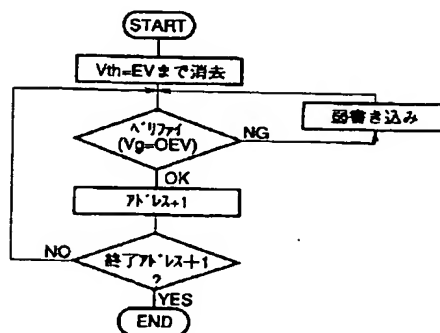 START
Vth=EVまで消去
ベリファイ
(Vg=OEV)
NG
弱書き込み
OK
アドレス+1
NO
終了アドレス+1
?
YES
END